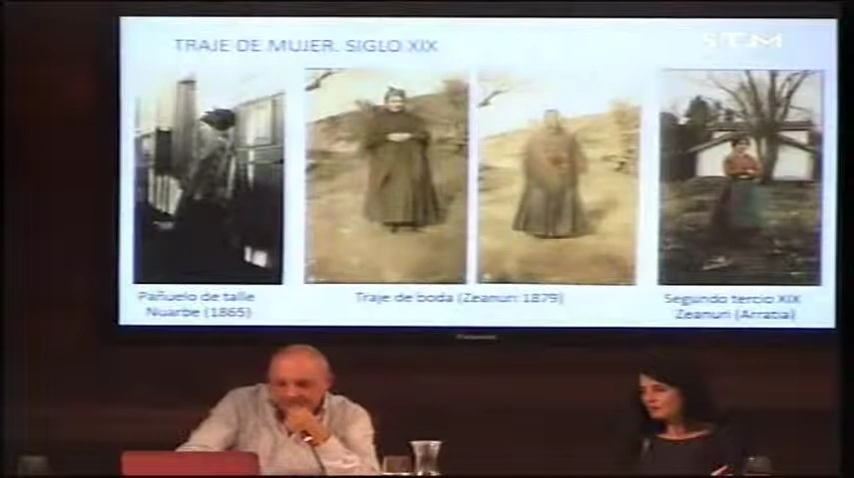 TRAJE DE MUJER. SIGLO XIX
Pañuelo de talle
Nuarbe (1865)
Traje de boda (Zeanuri 1879)
Segundo tercio XIX
Zeanuri (Arratia)